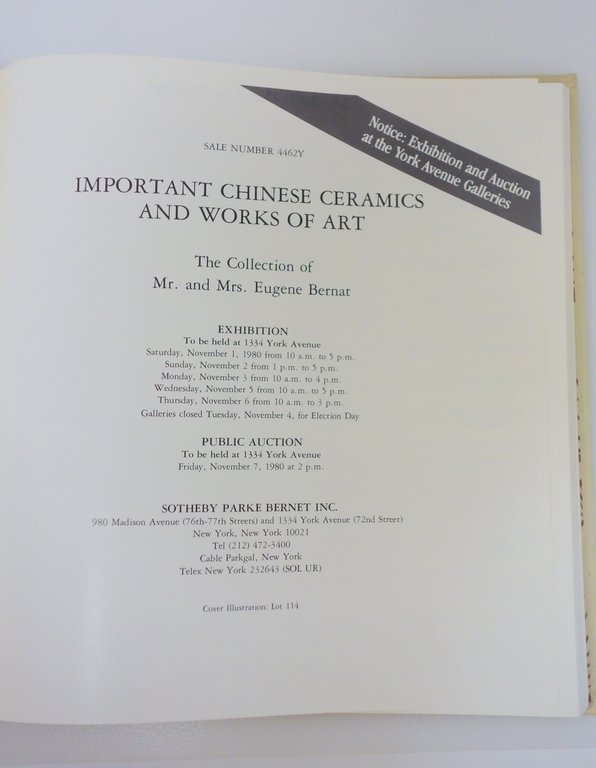 Notice: Exhibition and Auction
at the York Avenue Galleries
SALE NUMBER 4462Y
IMPORTANT CHINESE CERAMICS
AND WORKS OF ART
The Collection of
Mr. and Mrs. Eugene Bernat
EXHIBITION
To be held at 1334 York Avenue
Saturday, November 1, 1980 from 10 a.m. to 5 p.m.
Sunday, November 2 from 1 p.m. to 5 p.m.
Monday, November 3 from 10 a.m. to 4 p.m.
Wednesday, November 5 from 10 a.m. to 5 p.m.
Thursday, November 6 from 10 a.m. to 3 p.m.
Galleries closed Tuesday, November 4, for Election Day
PUBLIC AUCTION
To be held at 1334 York Avenue
Friday, November 7, 1980 at 2 p.m.
SOTHEBY PARKE BERNET INC.
980 Madison Avenue (76th-77th Streets) and 1334 York Avenue (72nd Street)
New York, New York 10021
Tel (212) 472-3400
Cable Parkgal, New York
Telex New York 232643 (SOL UR)
Cover Illustration: Lot 114